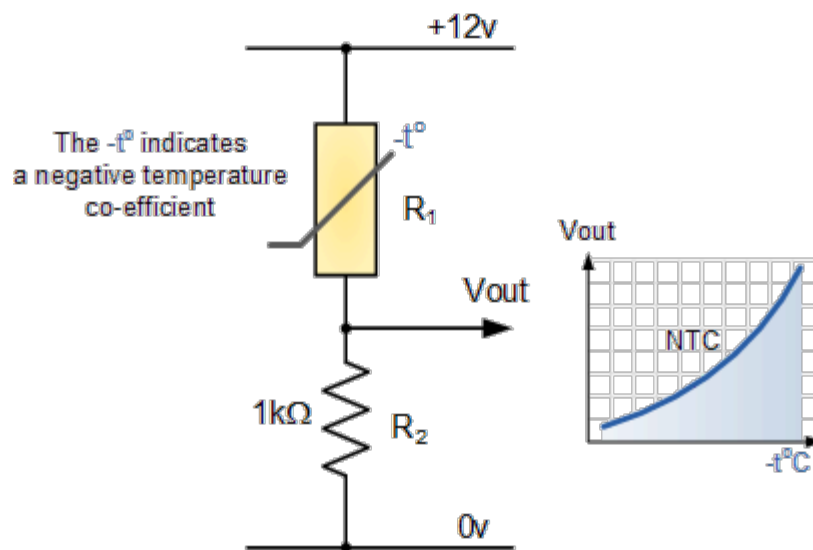 +12v
The -t° indicates
a negative temperature
co-efficient
-t°
R₁
Vout
1kΩ
R₂
0v
Vout
NTC
-t°C